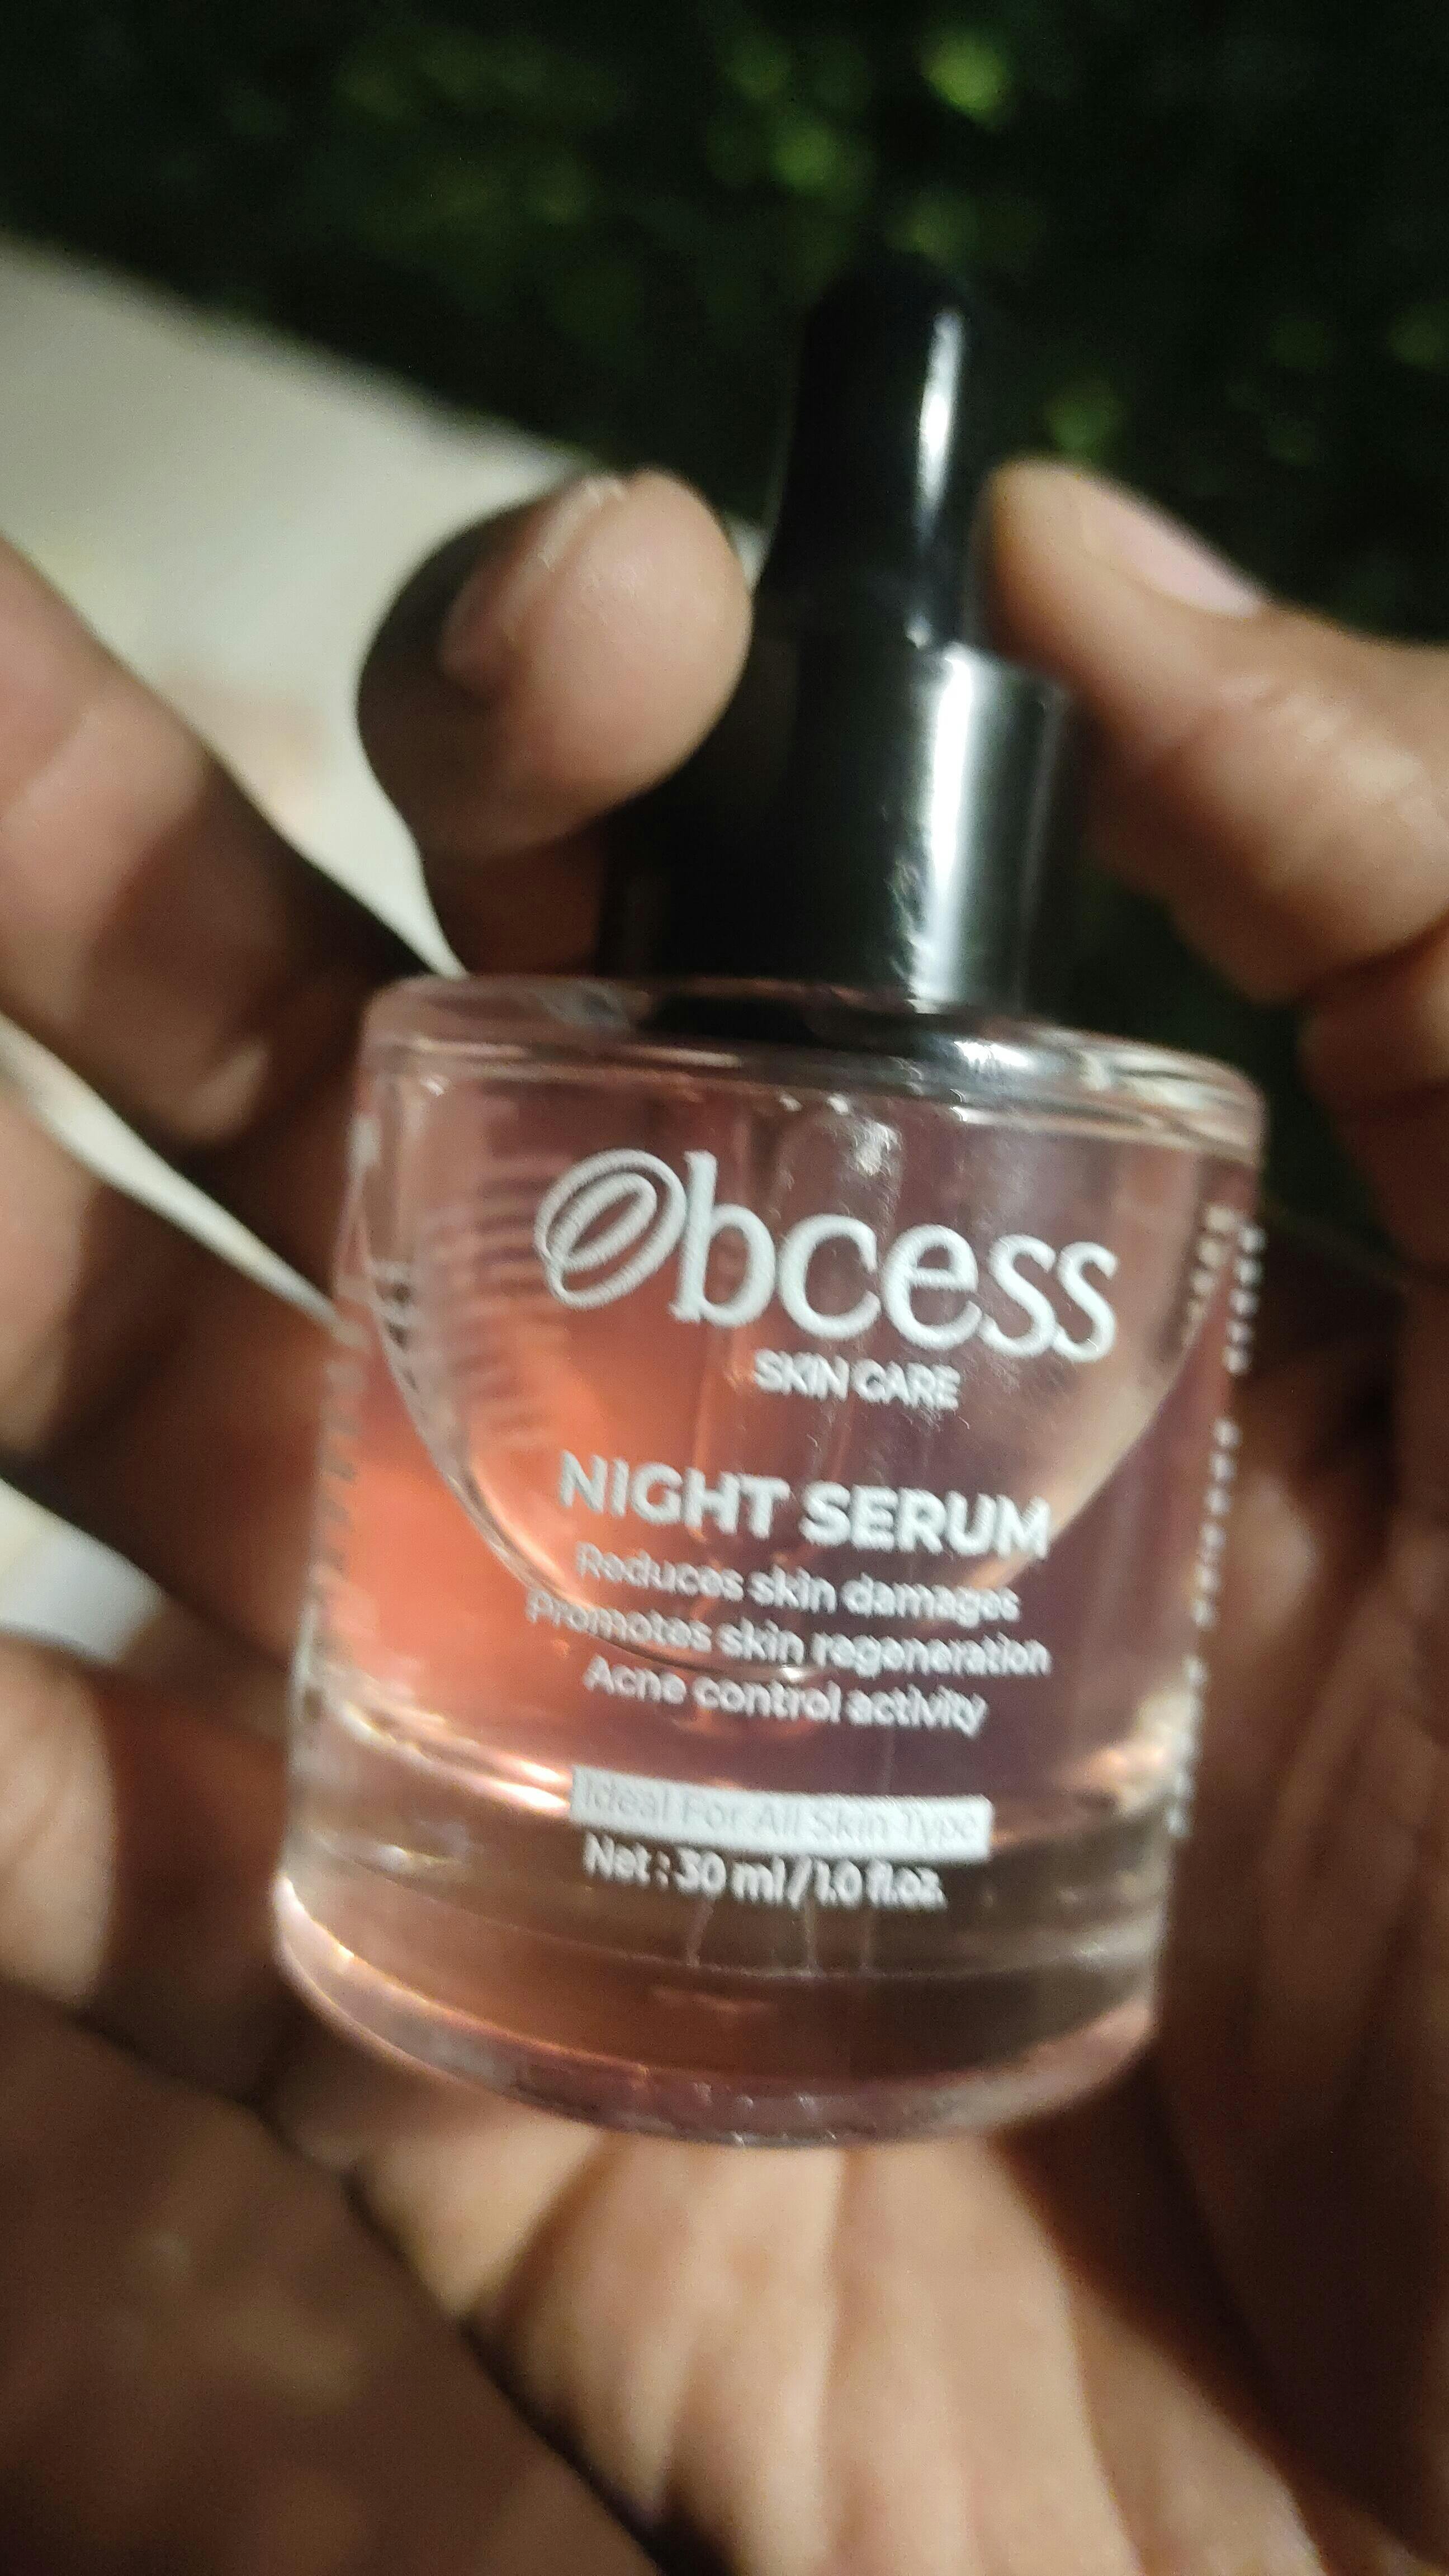 Obcess
SKIN CARE
NIGHT SERUM
Reduces skin damages
Promotes skin regeneration
Acne control activity
Ideal For All Skin Type
Net : 30 ml / 1.0 fl.oz.